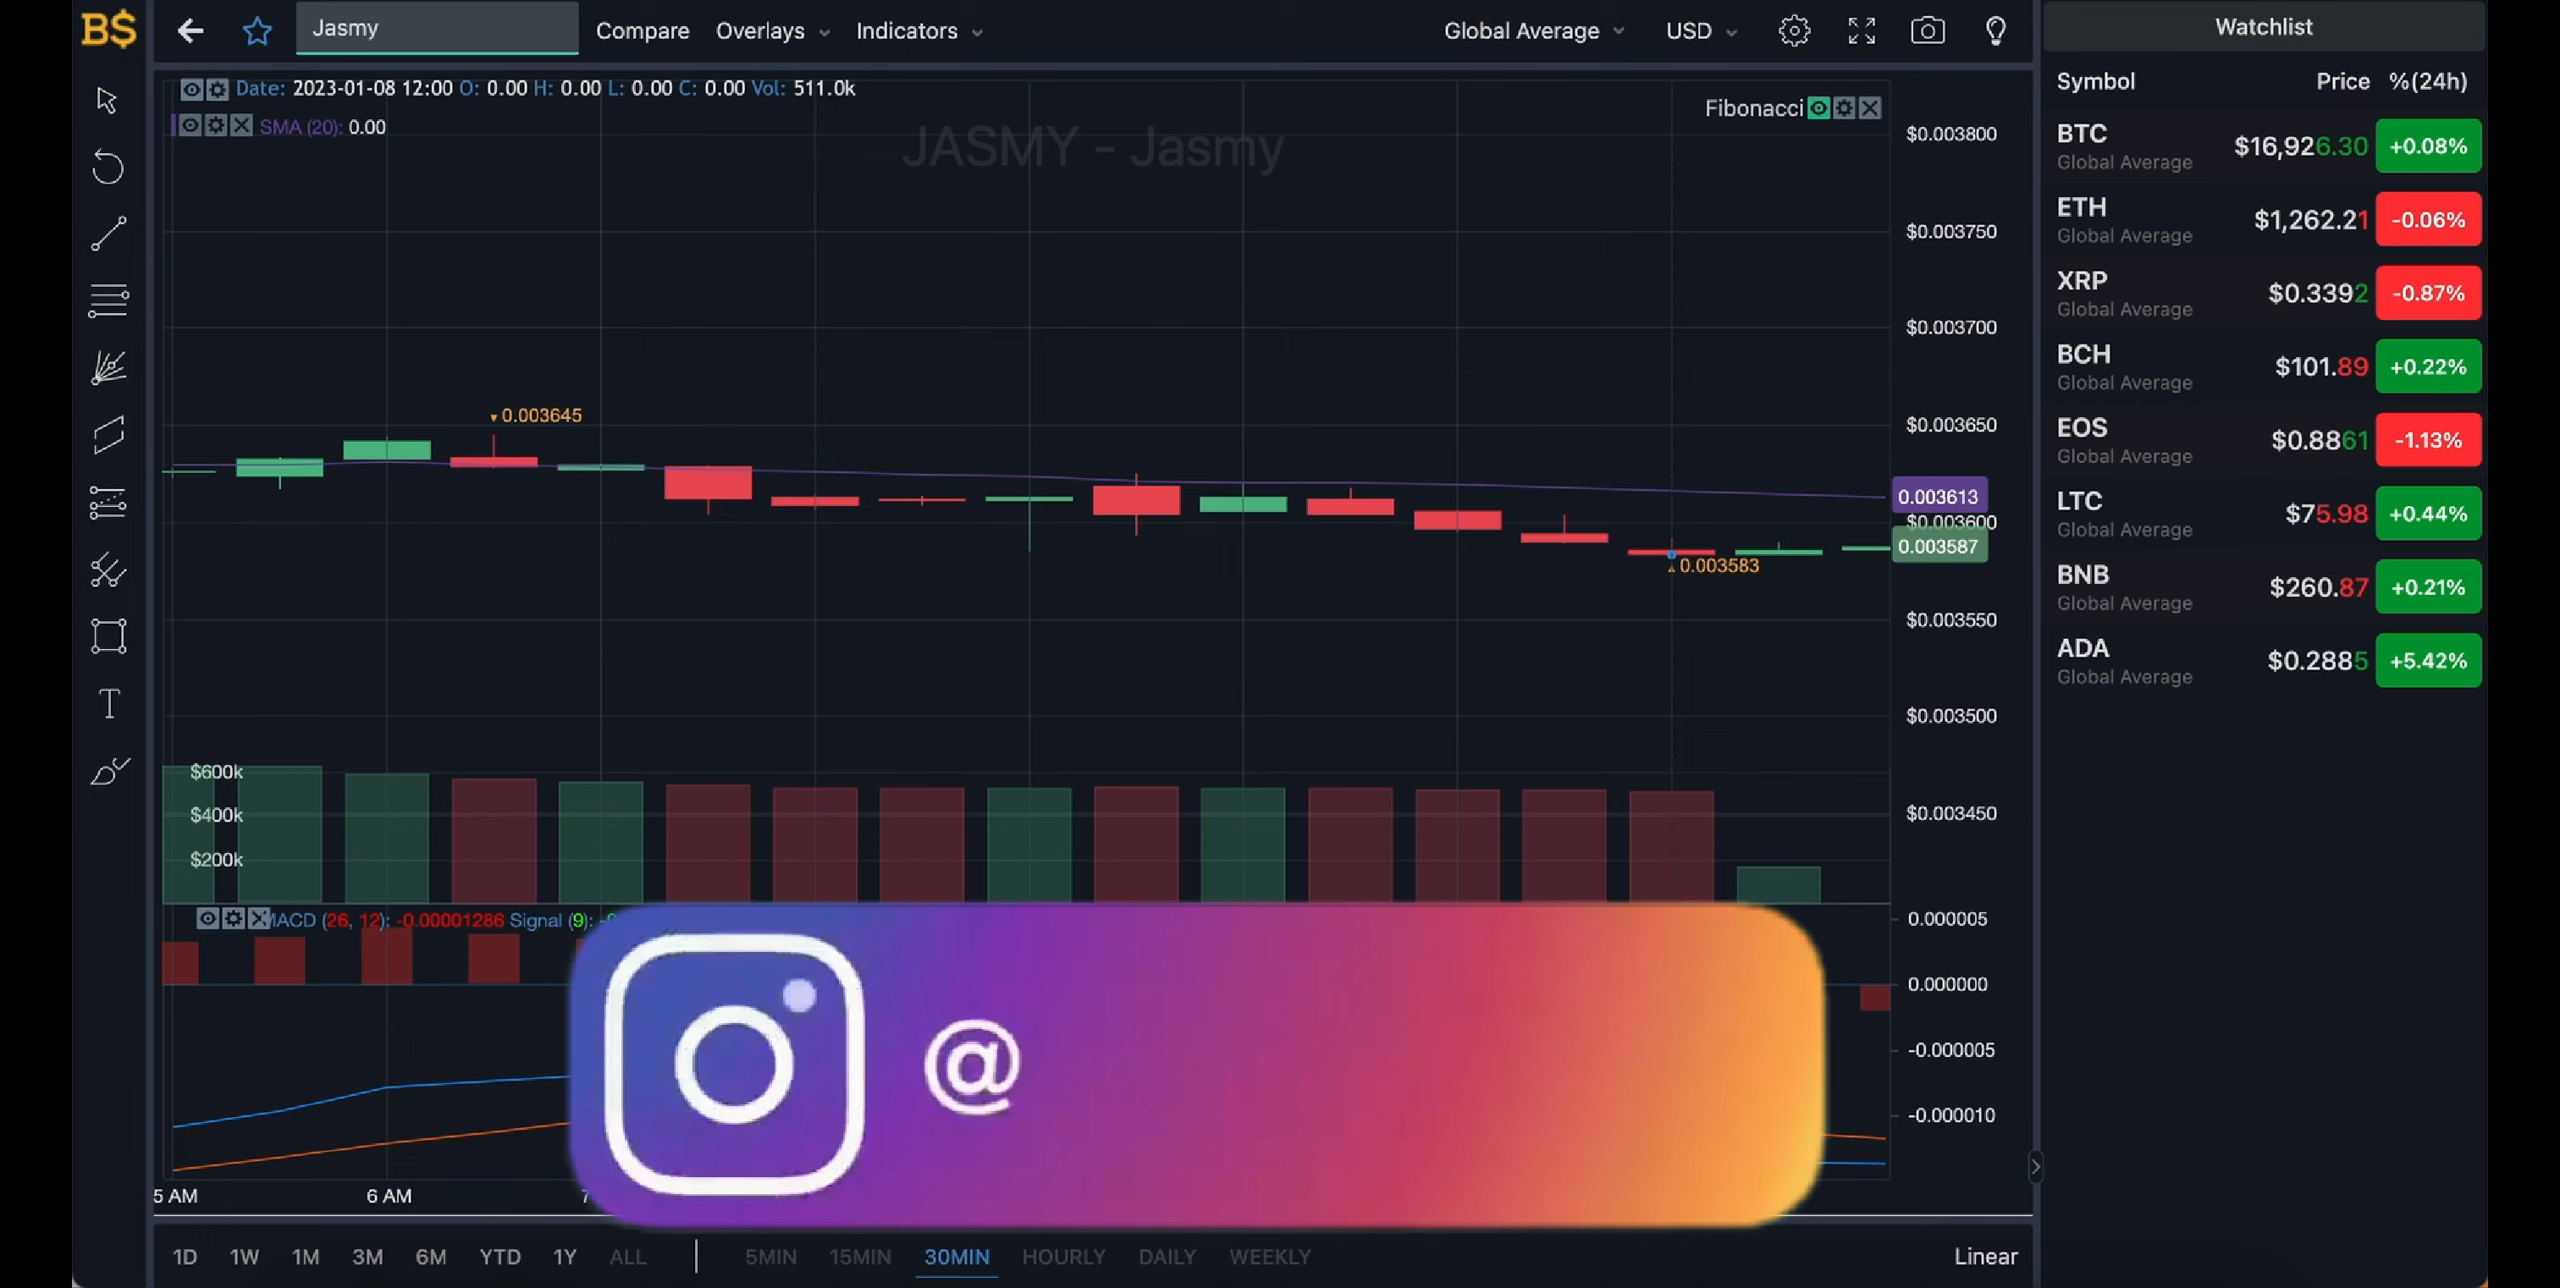 B$
Jasmy
Compare
Overlays
Indicators
Global Average
USD
Watchlist
Date: 2023-01-08 12:00 O: 0.00 H: 0.00 L: 0.00 C: 0.00 Vol: 511.0k
SMA (20): 0.00
JASMY - Jasmy
Fibonacci
$0.003800
$0.003750
$0.003700
$0.003650
0.003613
$0.003600
0.003587
$0.003550
$0.003500
$0.003450
0.003645
0.003583
$600k
$400k
$200k
MACD (26, 12): -0.00001286 Signal (9):
0.000005
0.000000
-0.000005
-0.000010
@
5 AM
6 AM
1D 1W 1M 3M 6M YTD 1Y ALL 5MIN 15MIN 30MIN HOURLY DAILY WEEKLY
Linear
Symbol Price %(24h)
BTC $16,926.30 +0.08%
Global Average
ETH $1,262.21 -0.06%
Global Average
XRP $0.3392 -0.87%
Global Average
BCH $101.89 +0.22%
Global Average
EOS $0.8861 -1.13%
Global Average
LTC $75.98 +0.44%
Global Average
BNB $260.87 +0.21%
Global Average
ADA $0.2885 +5.42%
Global Average